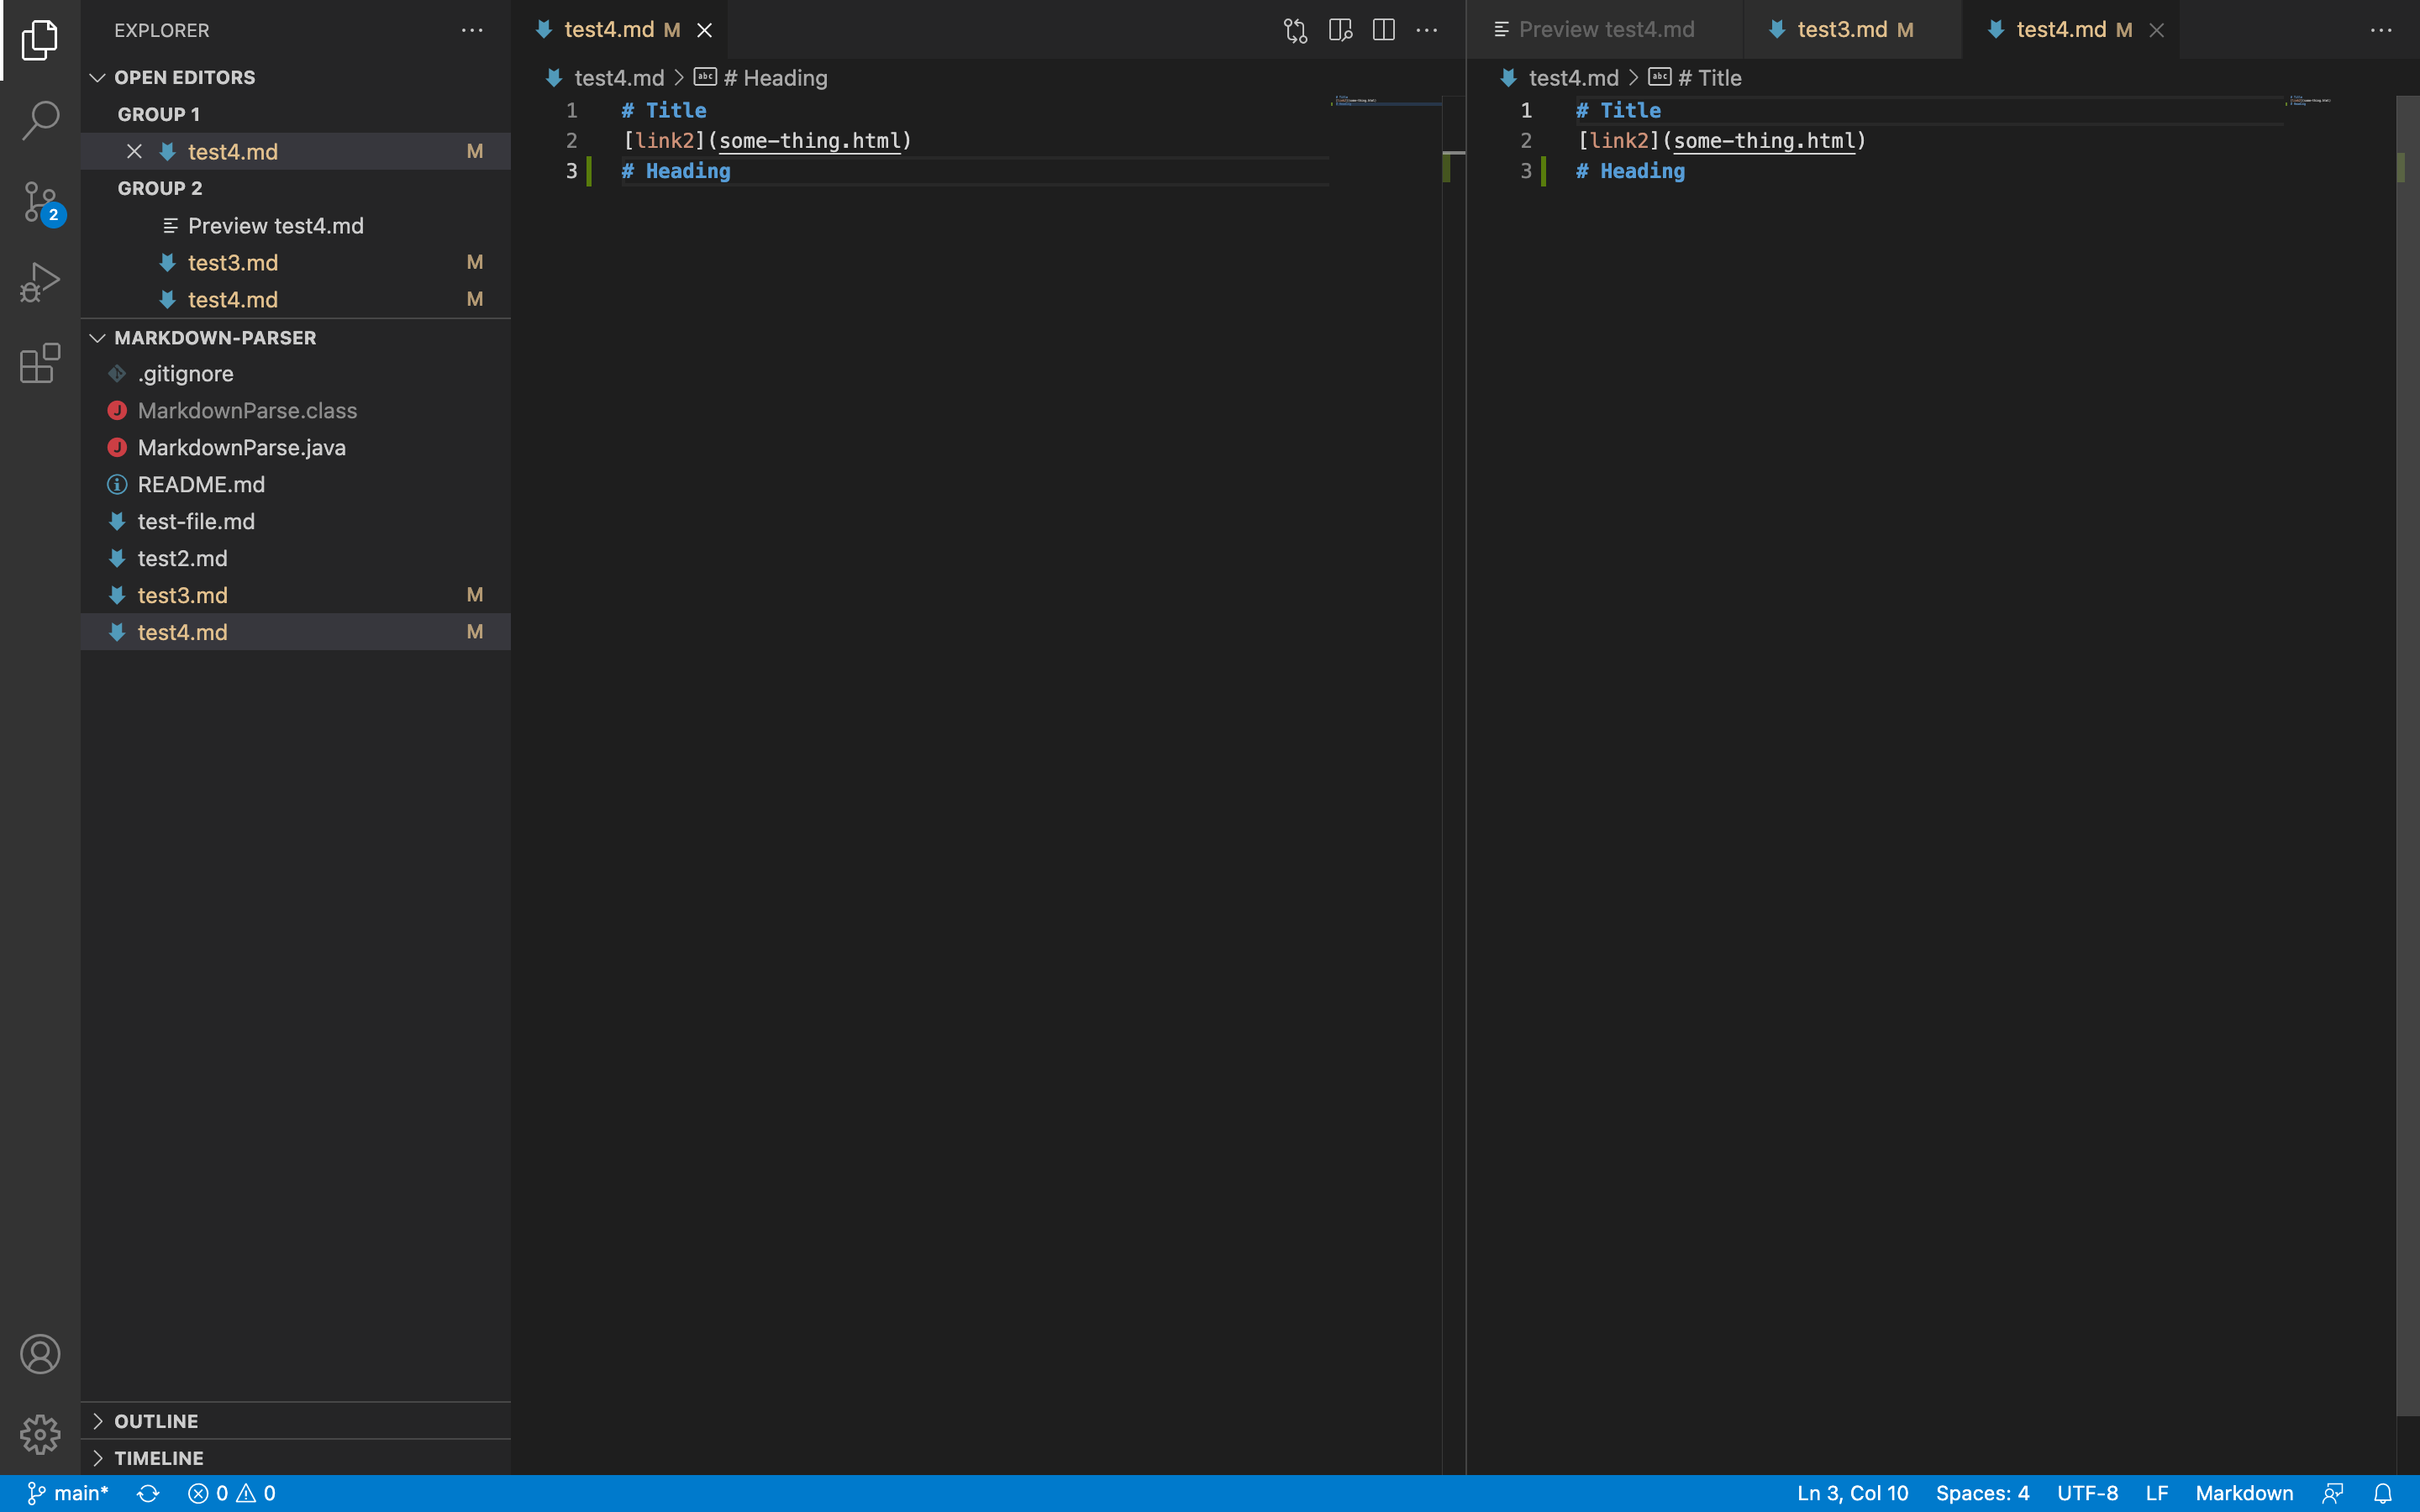 EXPLORER
OPEN EDITORS
GROUP 1
test4.md M
GROUP 2
Preview test4.md
test3.md M
test4.md M
MARKDOWN-PARSER
.gitignore
MarkdownParse.class
MarkdownParse.java
README.md
test-file.md
test2.md
test3.md M
test4.md M
OUTLINE
TIMELINE
test4.md M
test4.md > # Heading
1 # Title
2 [link2](some-thing.html)
3 # Heading
Preview test4.md test3.md M test4.md M
test4.md > # Title
1 # Title
2 [link2](some-thing.html)
3 # Heading
2
main* 0 0 Ln 3, Col 10 Spaces: 4 UTF-8 LF Markdown